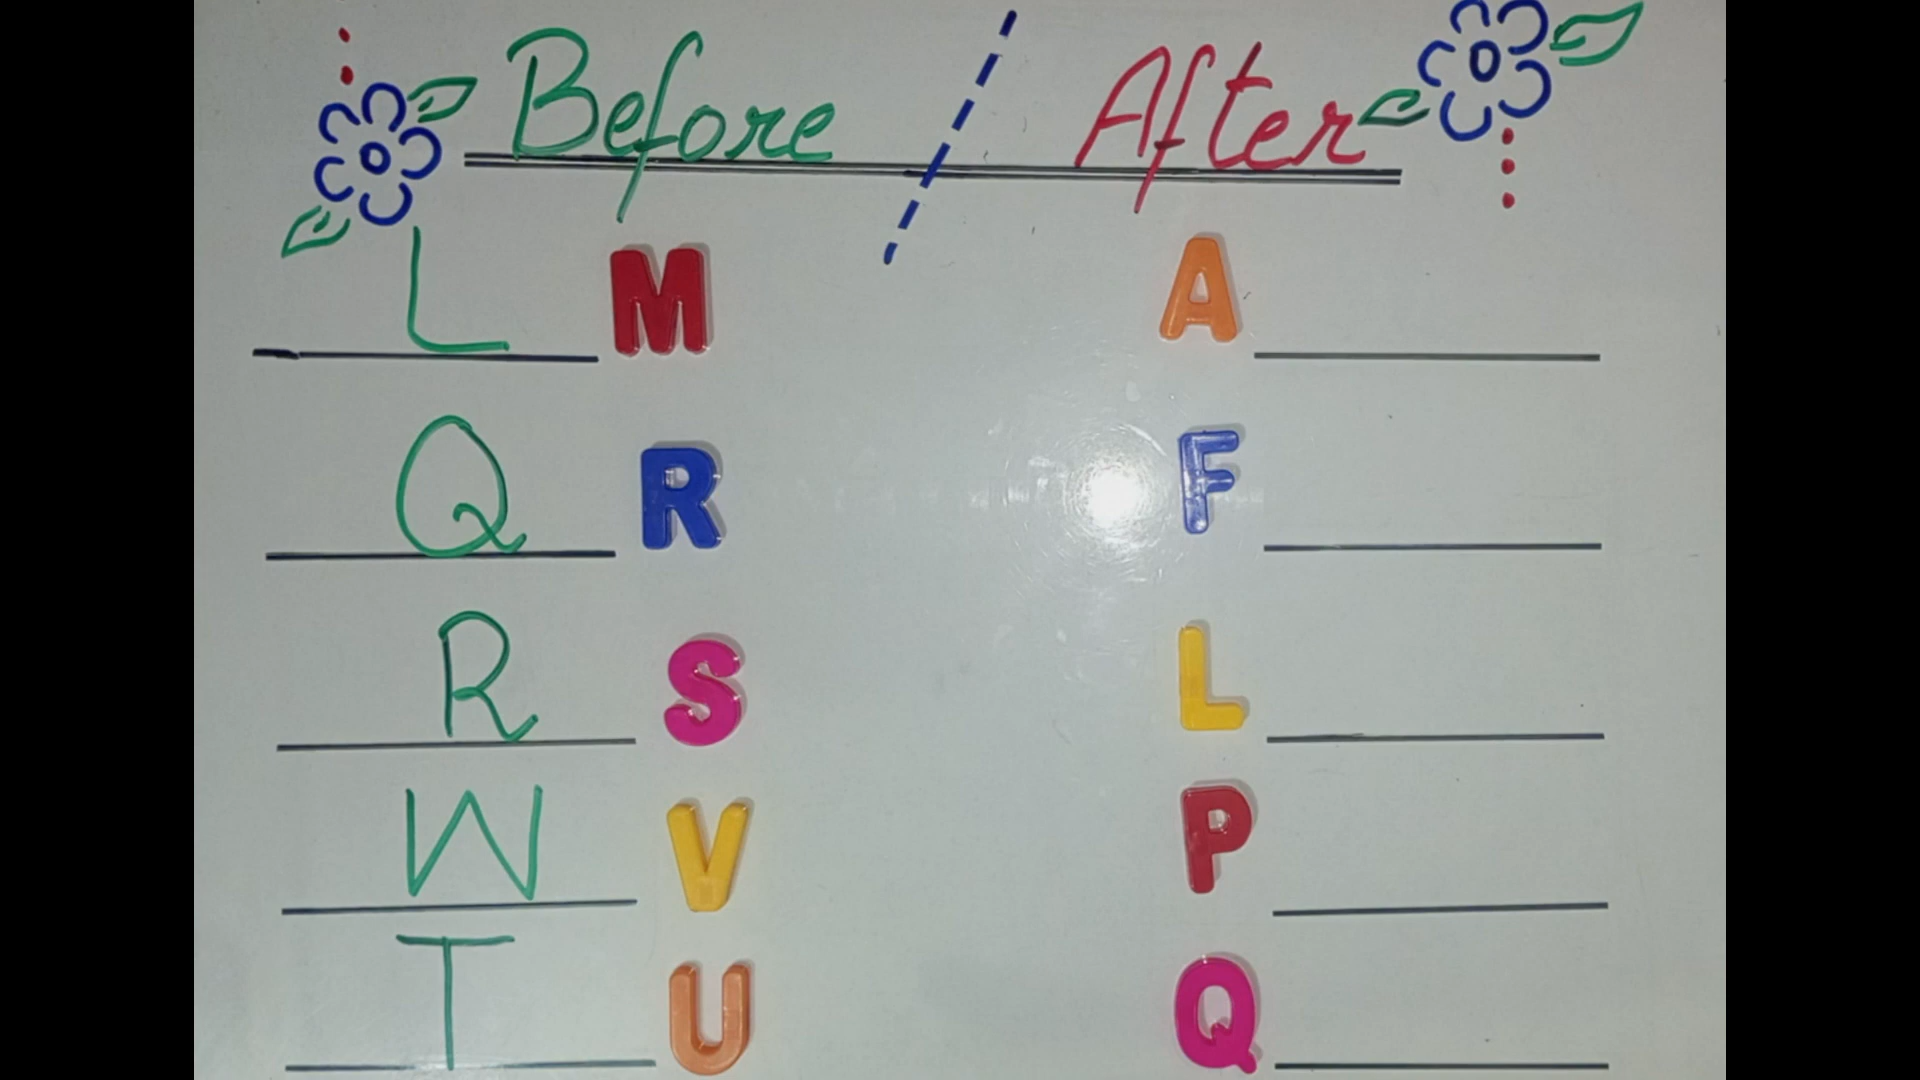 Before / After
L M A
Q R F
R S L
W V P
T U Q